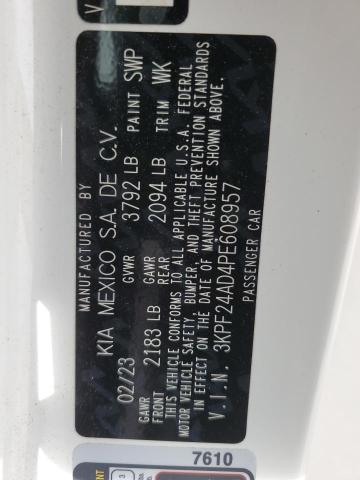 MANUFACTURED BY
KIA MEXICO S.A. DE C.V.
02/23 GVWR 3792 LB PAINT SWP
GAWR FRONT 2183 LB GAWR REAR 2094 LB TRIM WK
THIS VEHICLE CONFORMS TO ALL APPLICABLE U.S.A. FEDERAL
MOTOR VEHICLE SAFETY, BUMPER, AND THEFT PREVENTION STANDARDS
IN EFFECT ON THE DATE OF MANUFACTURE SHOWN ABOVE.
V.I.N. 3KPF24AD4PE608957
PASSENGER CAR
7610
V